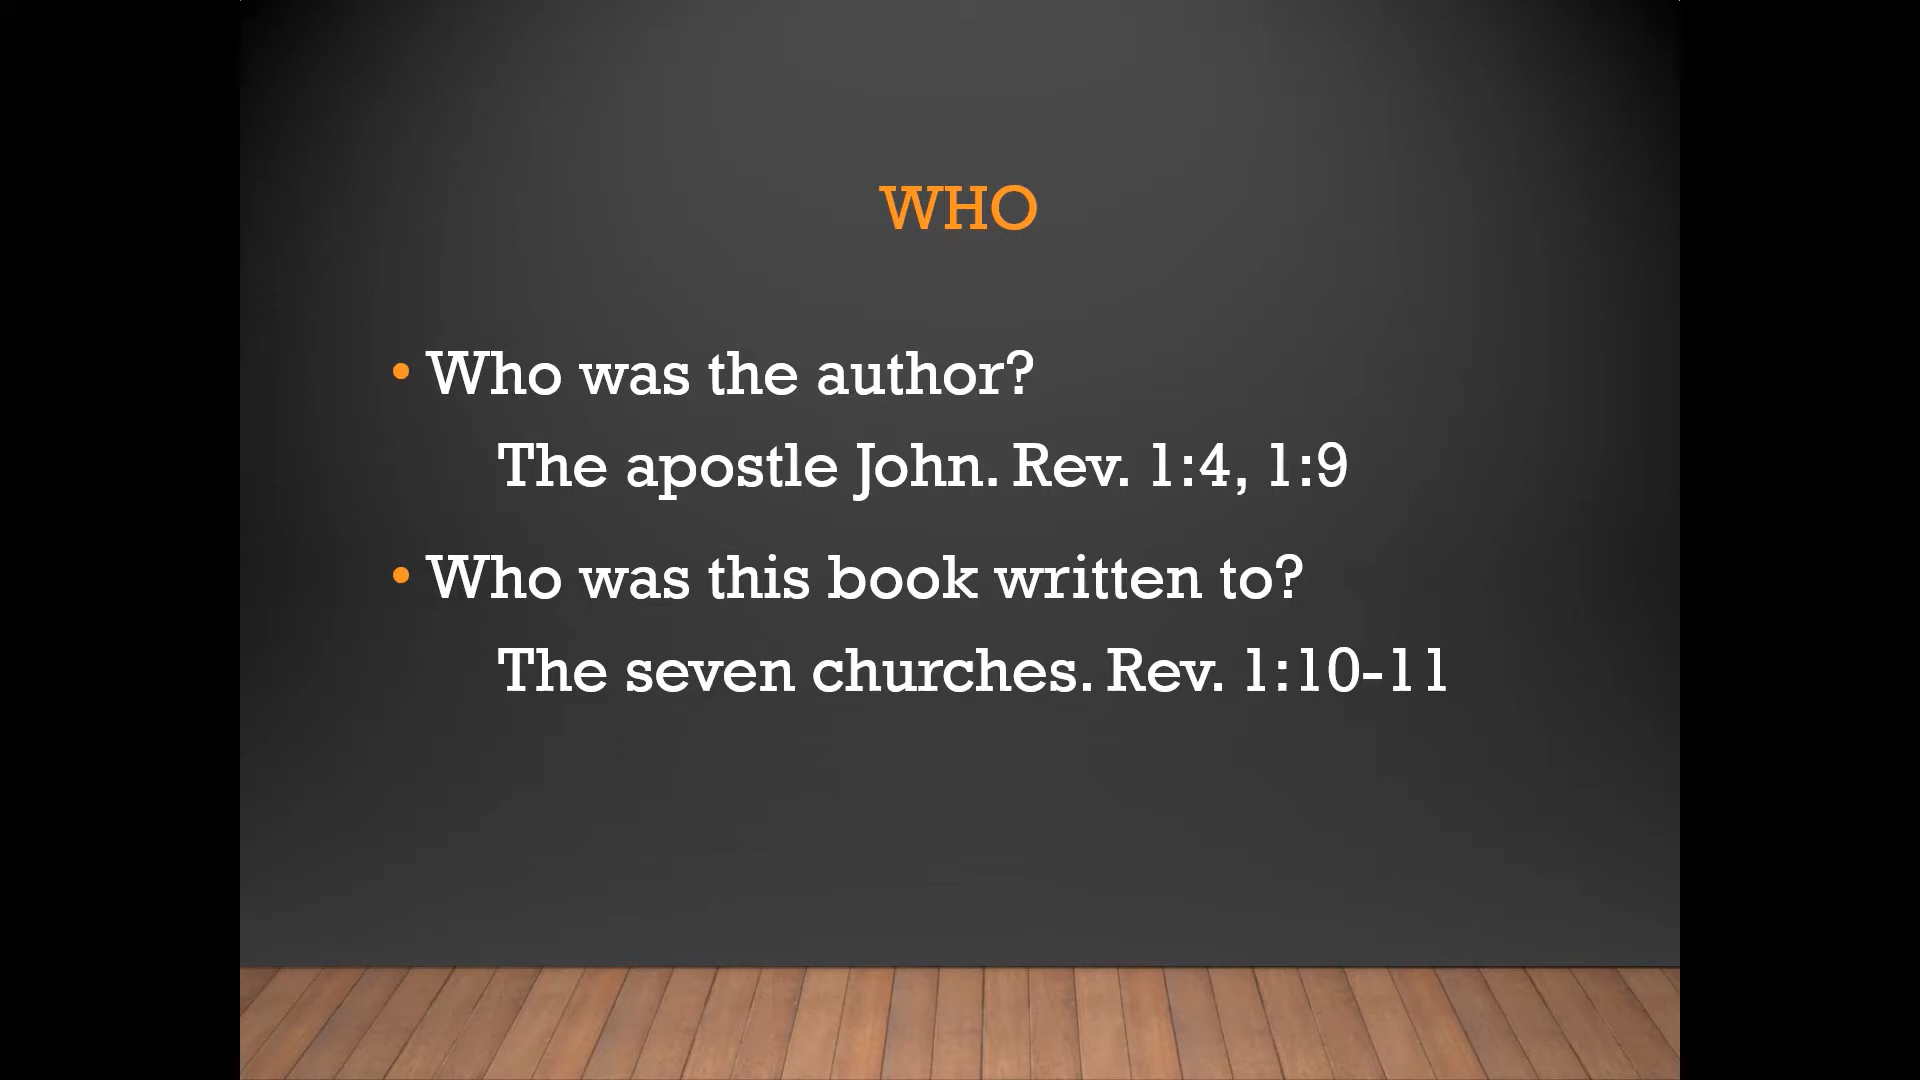 WHO
• Who was the author?
The apostle John. Rev. 1:4, 1:9
• Who was this book written to?
The seven churches. Rev. 1:10-11